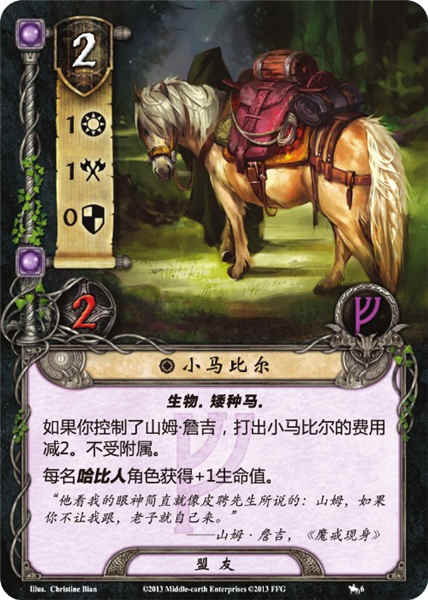 2
1
1
0
2
小马比尔
生物. 矮种马.
如果你控制了山姆·詹吉，打出小马比尔的费用
减2。不受附属。
每名哈比人角色获得+1生命值。
“他看我的眼神简直就像皮聘先生所说的：山姆，如果
你不让我跟，老子就自己来。”
——山姆·詹吉，《魔戒现身》
盟友
Illus. Christine Bian
©2013 Middle-earth Enterprises ©2013 FFG
6